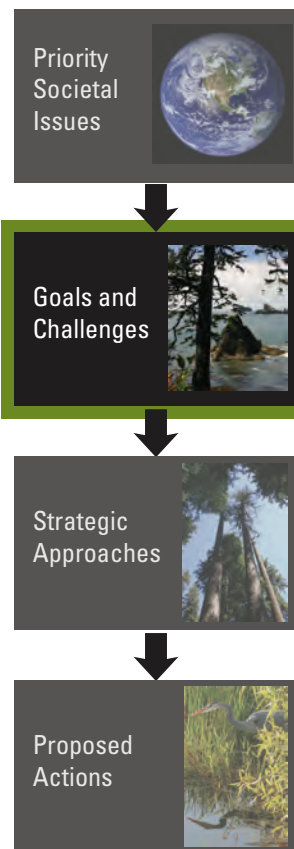 Priority
Societal
Issues
Goals and
Challenges
Strategic
Approaches
Proposed
Actions